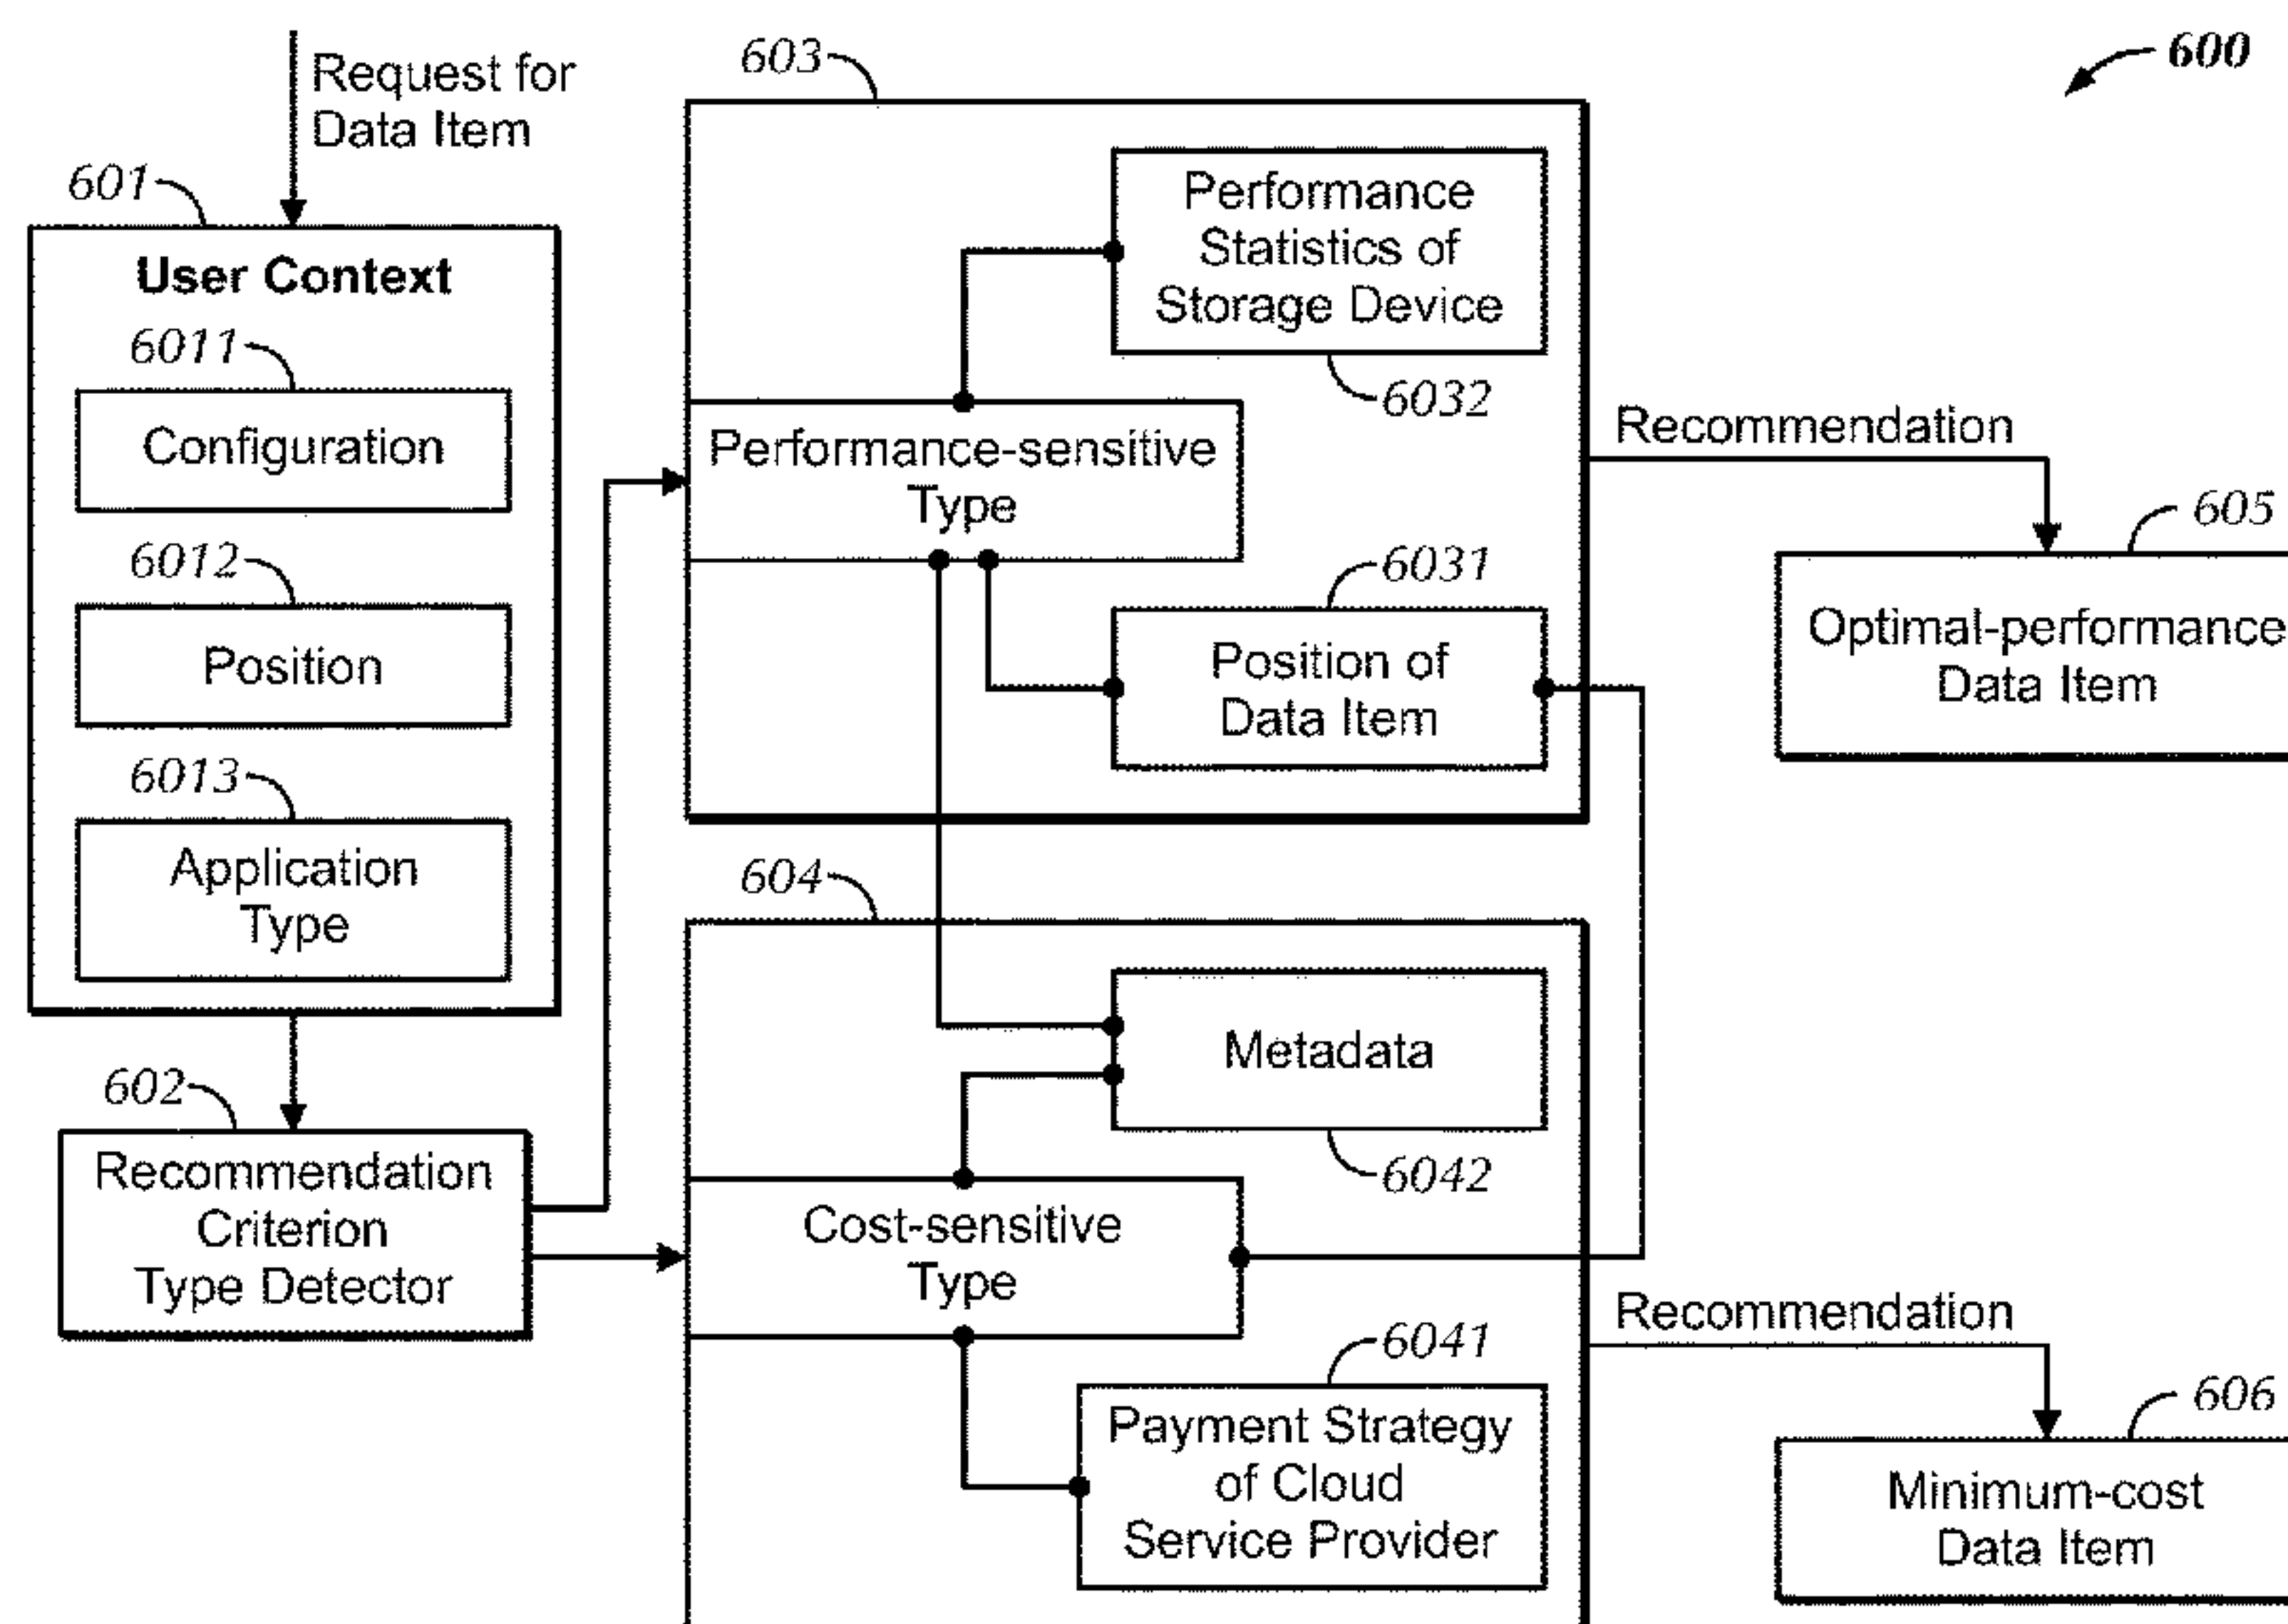 600
Request for
Data Item
601
User Context
6011
Configuration
6012
Position
6013
Application
Type
602
Recommendation
Criterion
Type Detector
603
Performance
Statistics of
Storage Device
6032
Performance-sensitive
Type
6031
Position of
Data Item
604
Metadata
6042
Cost-sensitive
Type
6041
Payment Strategy
of Cloud
Service Provider
Recommendation
605
Optimal-performance
Data Item
Recommendation
606
Minimum-cost
Data Item